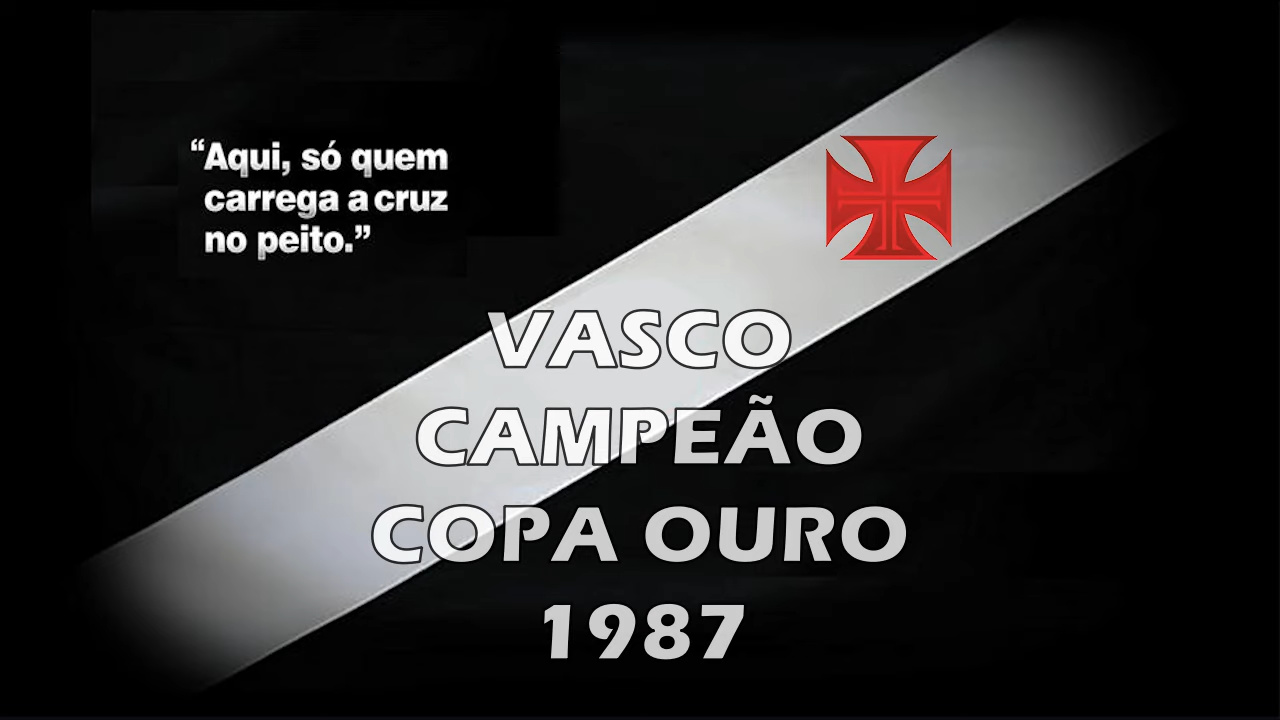 “Aqui, só quem
carrega a cruz
no peito.”
VASCO
CAMPEÃO
COPA OURO
1987